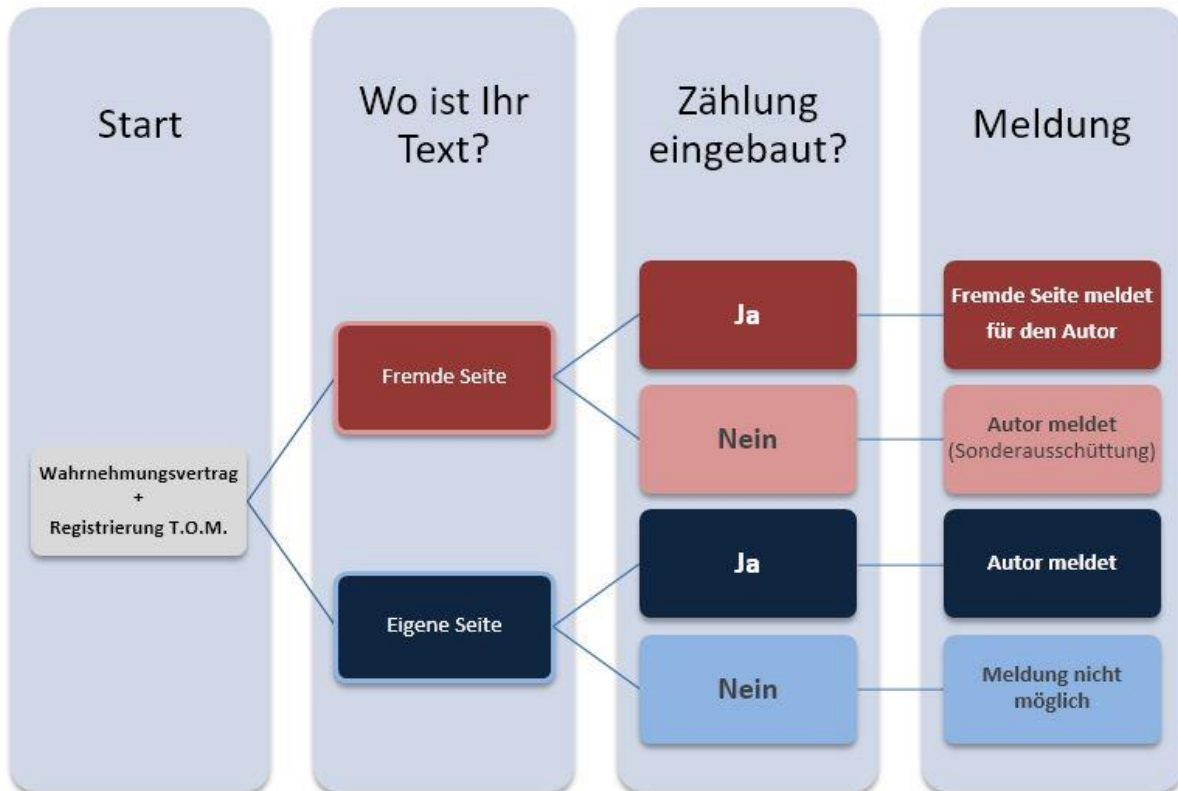 Start
Wo ist Ihr
Text?
Zählung
eingebaut?
Meldung
Wahrnehmungsvertrag
+
Registrierung T.O.M.
Fremde Seite
Eigene Seite
Ja
Nein
Ja
Nein
Fremde Seite meldet
für den Autor
Autor meldet
(Sonderausschüttung)
Autor meldet
Meldung nicht
möglich